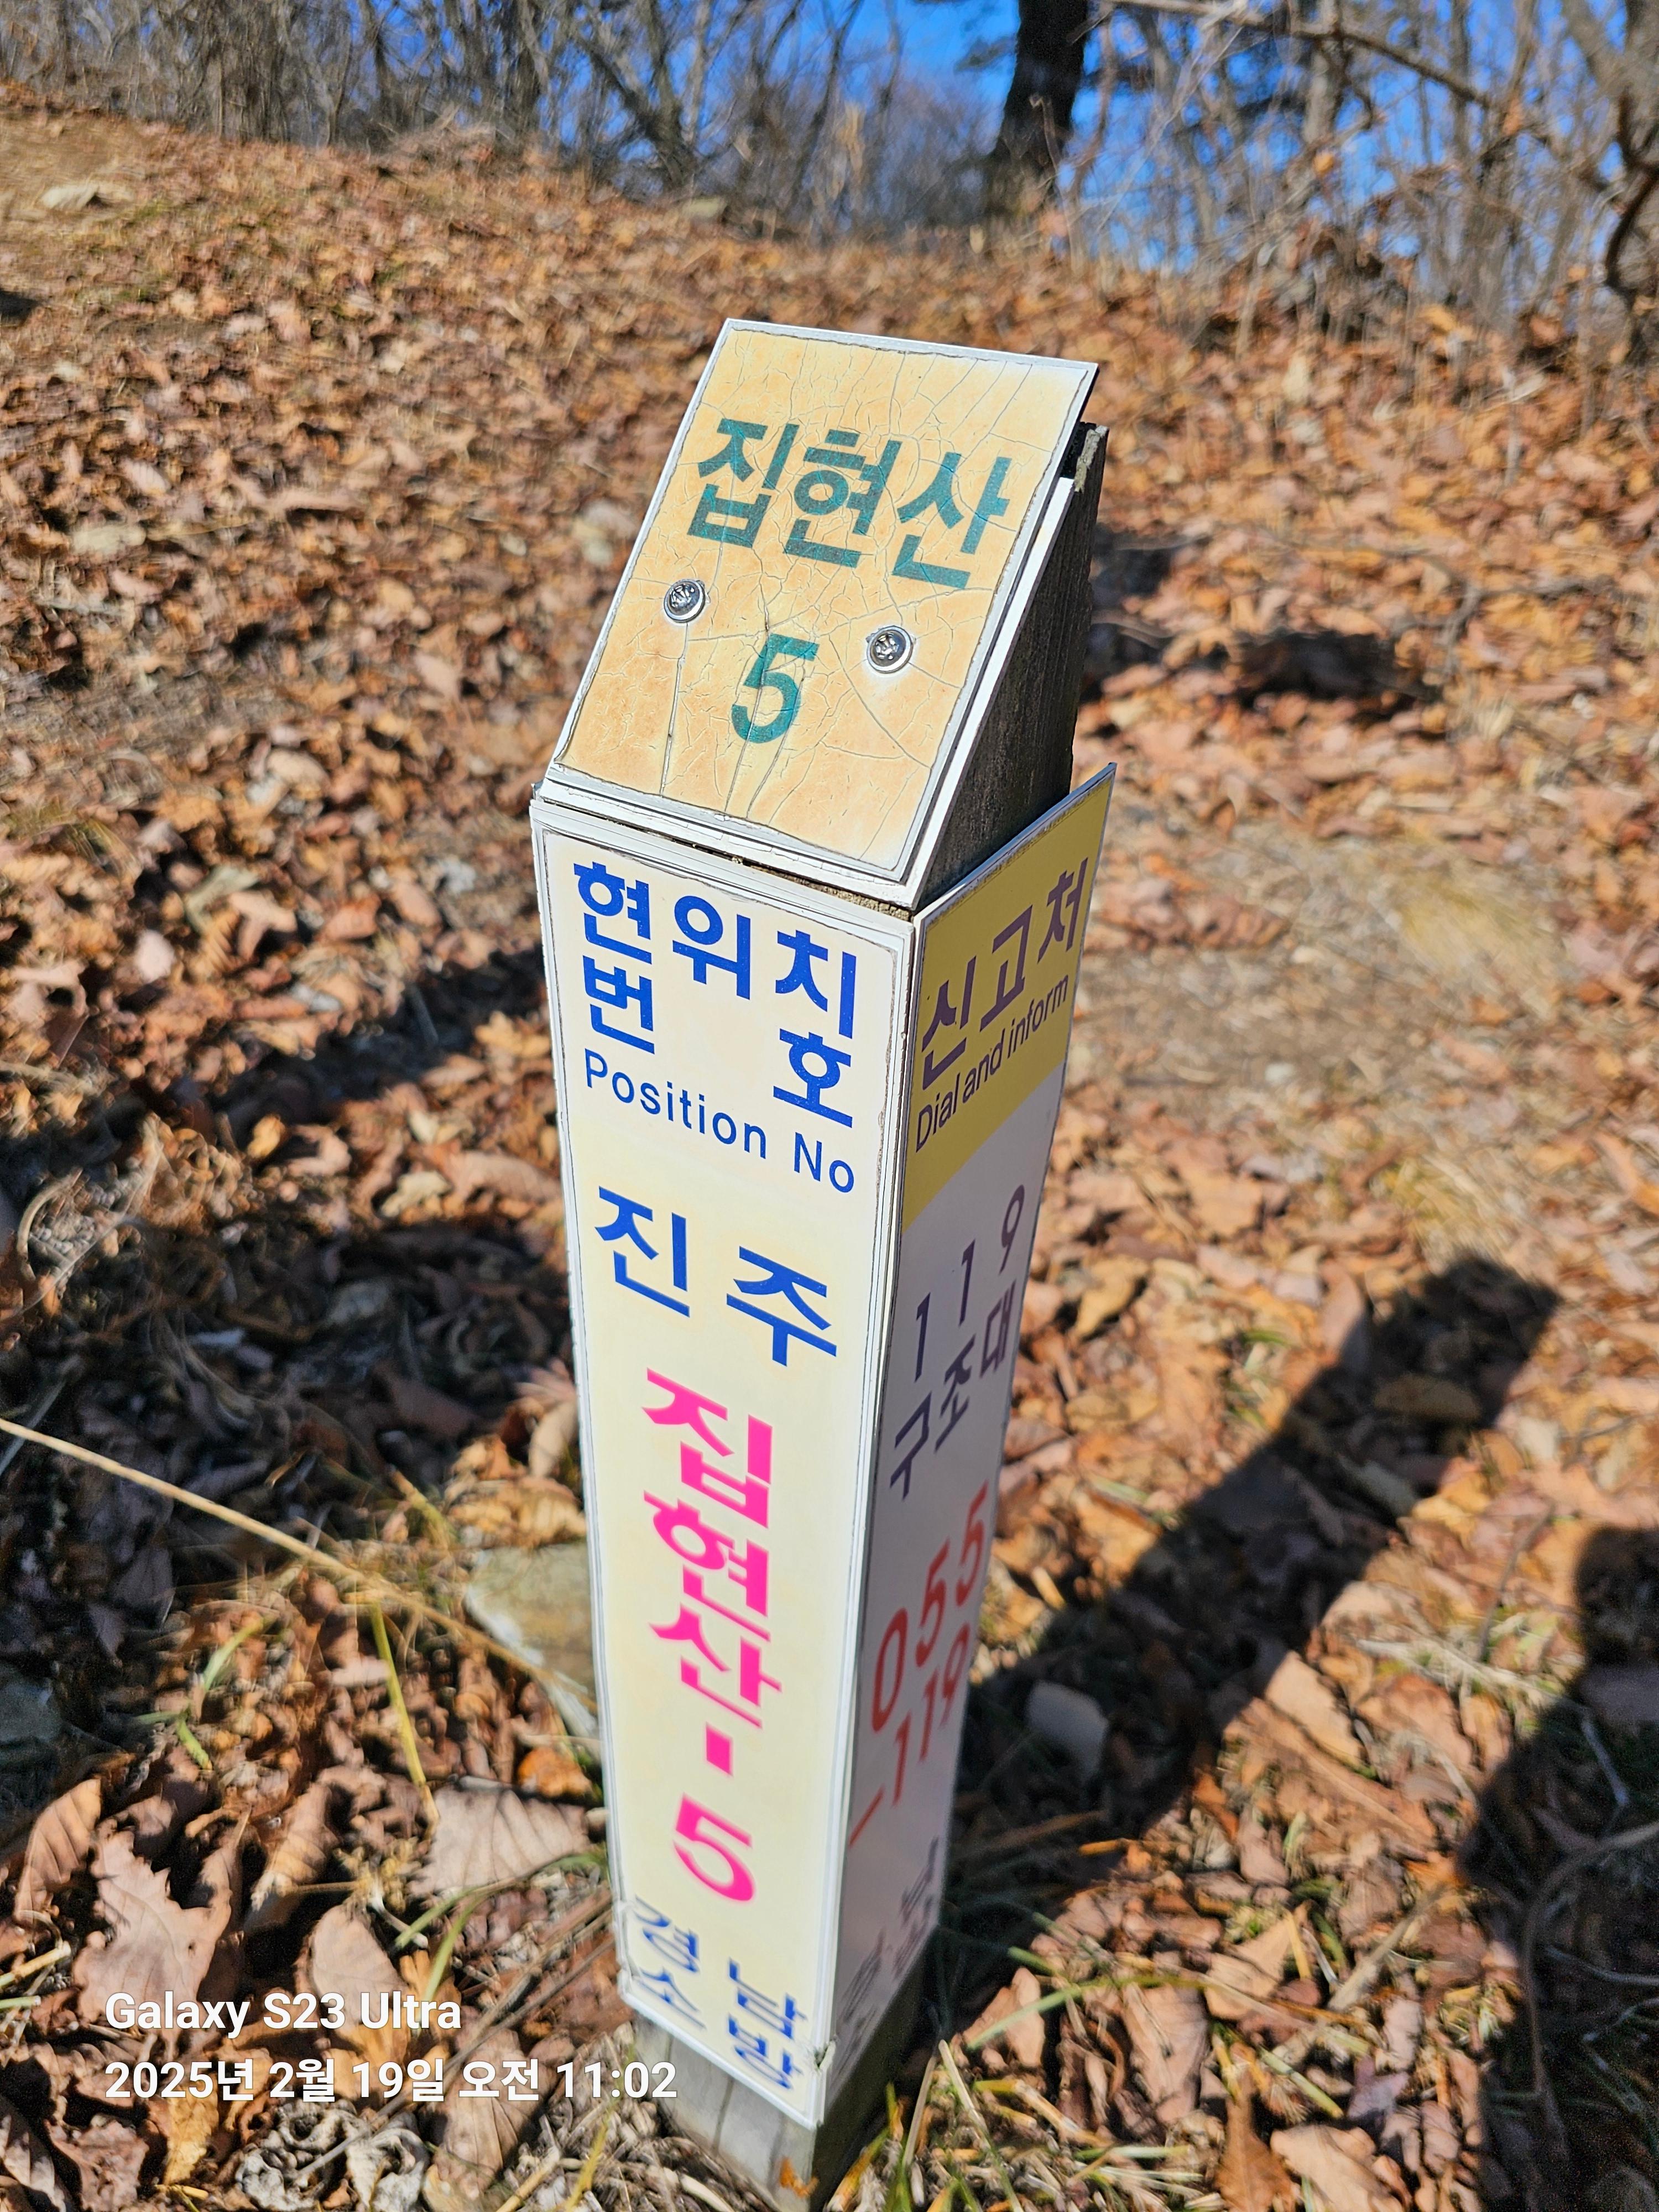 집현산
5
현위치
번 호
Position No
진 주
집현산-5
경 남
소 방
신고처
Dial and inform
119
구조대
055
-119
Galaxy S23 Ultra
2025년 2월 19일 오전 11:02